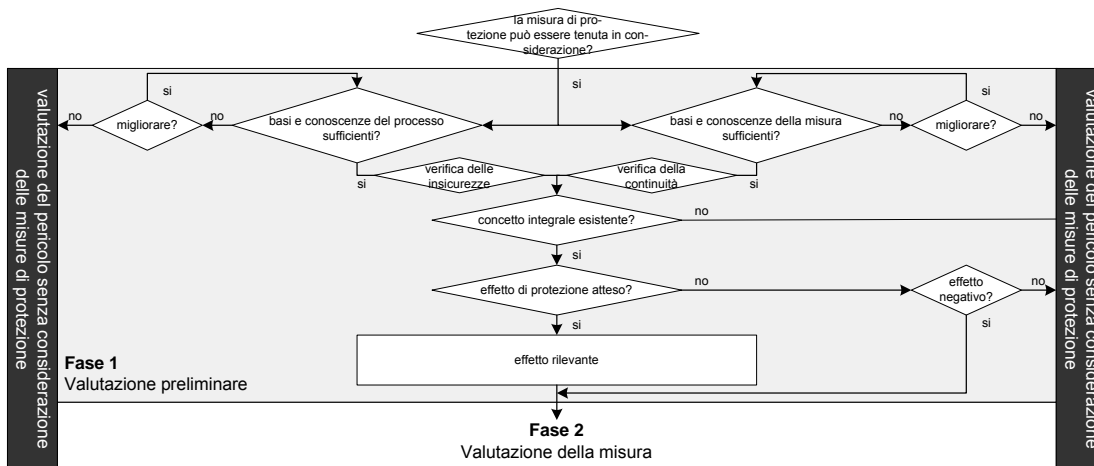 la misura di pro-
tezione può essere tenuta in con-
siderazione?
si
si
si
no
migliorare?
no
basi e conoscenze del processo
sufficienti?
basi e conoscenze della misura
sufficienti?
no
migliorare?
no
si
verifica delle
insicurezze
verifica della
continuità
si
concetto integrale esistente?
no
si
effetto di protezione atteso?
no
effetto
negativo?
no
si
si
effetto rilevante
Fase 1
Valutazione preliminare
Fase 2
Valutazione della misura
valutazione del pericolo senza considerazione
delle misure di protezione
valutazione del pericolo senza considerazione
delle misure di protezione